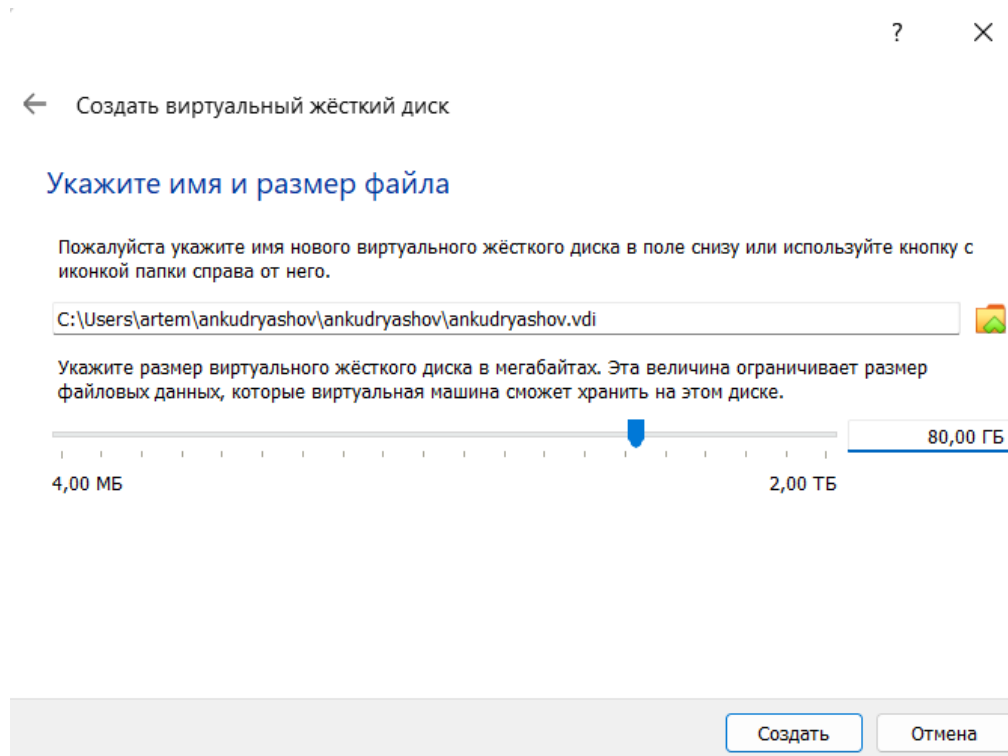 ?
Создать виртуальный жёсткий диск
Укажите имя и размер файла
Пожалуйста укажите имя нового виртуального жёсткого диска в поле снизу или используйте кнопку с
иконкой папки справа от него.
C:\Users\artem\ankudryashov\ankudryashov\ankudryashov.vdi
Укажите размер виртуального жёсткого диска в мегабайтах. Эта величина ограничивает размер
файловых данных, которые виртуальная машина сможет хранить на этом диске.
80,00 ГБ
4,00 МБ 2,00 ТБ
Создать Отмена